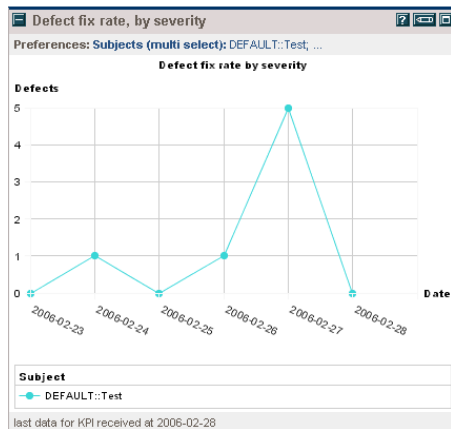 Defect fix rate, by severity
Preferences: Subjects (multi select): DEFAULT::Test; ...
Defect fix rate by severity
Defects
5
4
3
2
1
0
Date
2006-02-23
2006-02-24
2006-02-25
2006-02-26
2006-02-27
2006-02-28
Subject
DEFAULT::Test
last data for KPI received at 2006-02-28